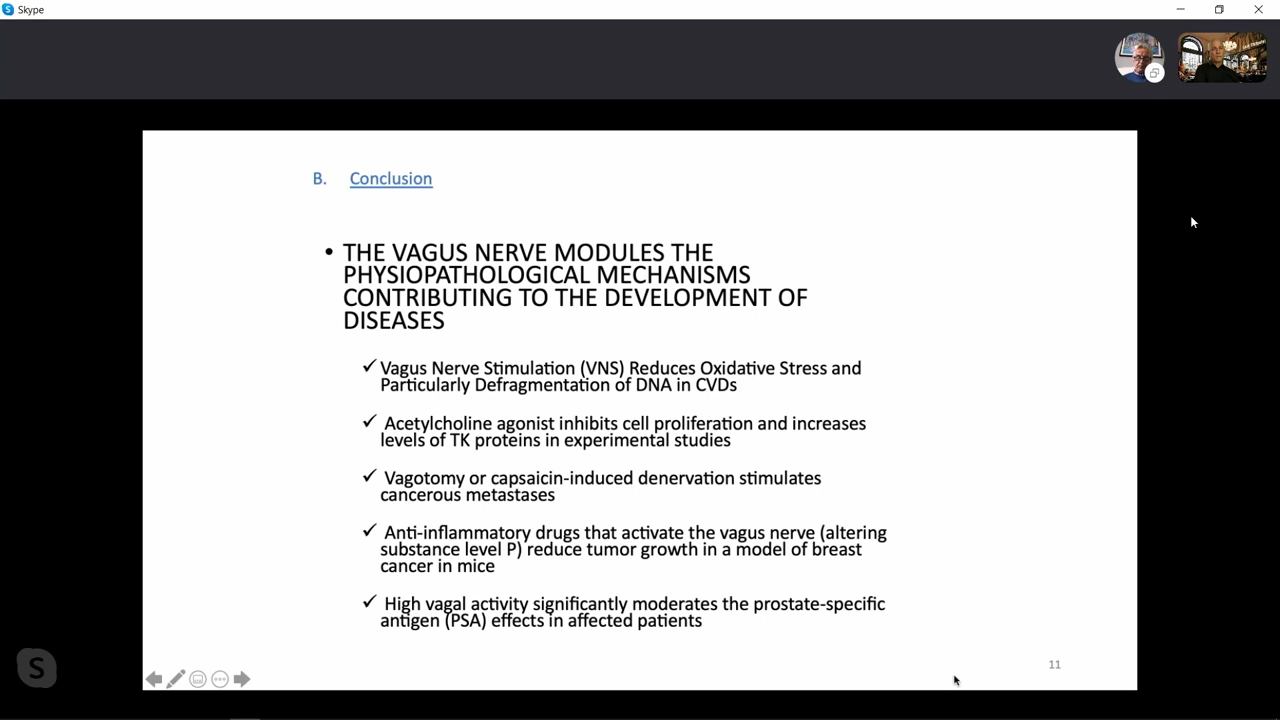 Skype
B. Conclusion
• THE VAGUS NERVE MODULES THE
PHYSIOPATHOLOGICAL MECHANISMS
CONTRIBUTING TO THE DEVELOPMENT OF
DISEASES
✓ Vagus Nerve Stimulation (VNS) Reduces Oxidative Stress and
Particularly Defragmentation of DNA in CVDs
✓ Acetylcholine agonist inhibits cell proliferation and increases
levels of TK proteins in experimental studies
✓ Vagotomy or capsaicin-induced denervation stimulates
cancerous metastases
✓ Anti-inflammatory drugs that activate the vagus nerve (altering
substance level P) reduce tumor growth in a model of breast
cancer in mice
✓ High vagal activity significantly moderates the prostate-specific
antigen (PSA) effects in affected patients
11
S